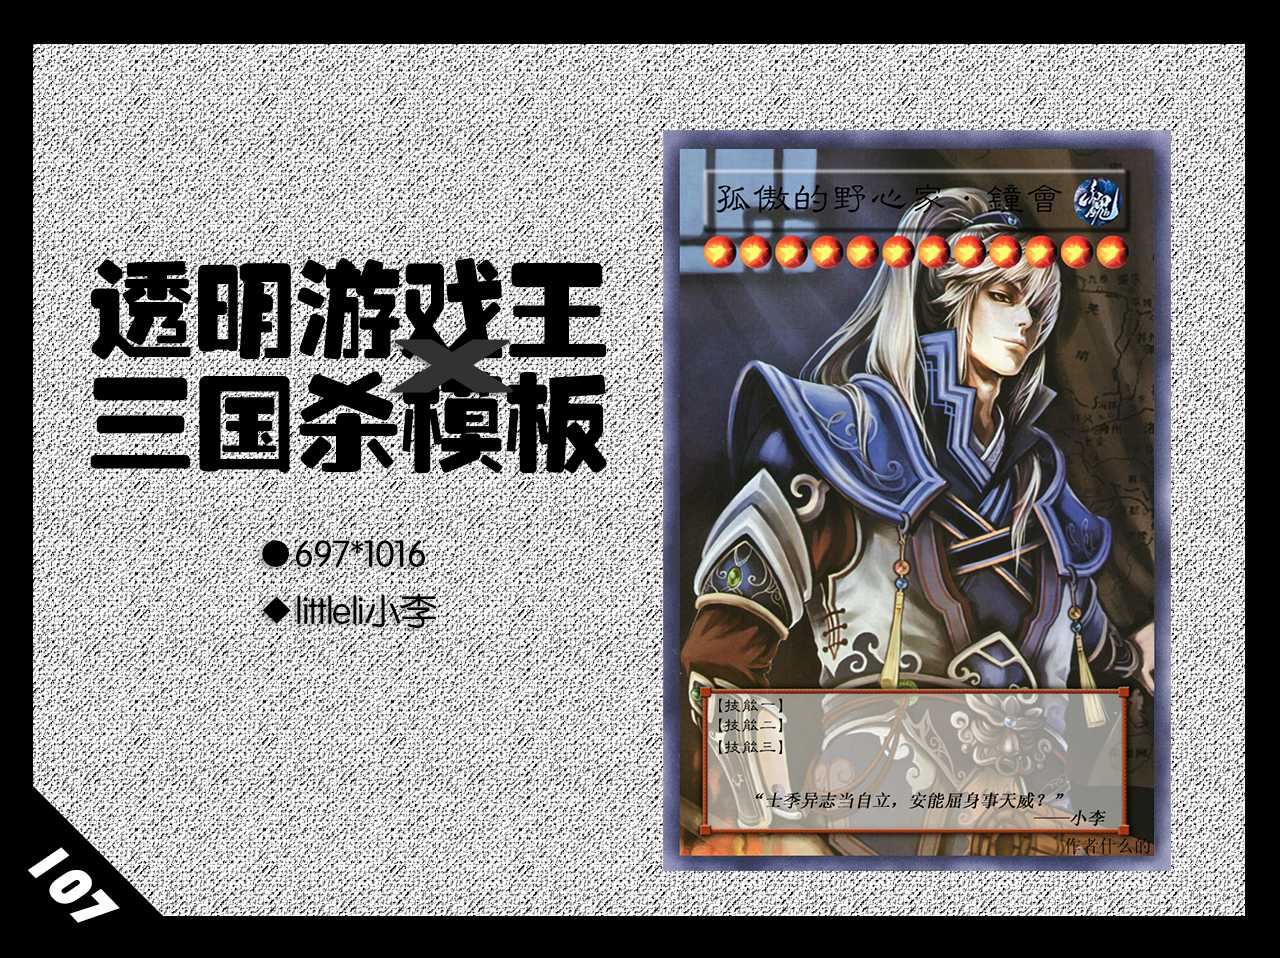 透明游戏王
×
三国杀模板
●697*1016
◆littleli小李
107
孤傲的野心家·鐘會
魏
【技能一】
【技能二】
【技能三】
“士季异志当自立，安能屈身事天威？”
——小李
作者什么的